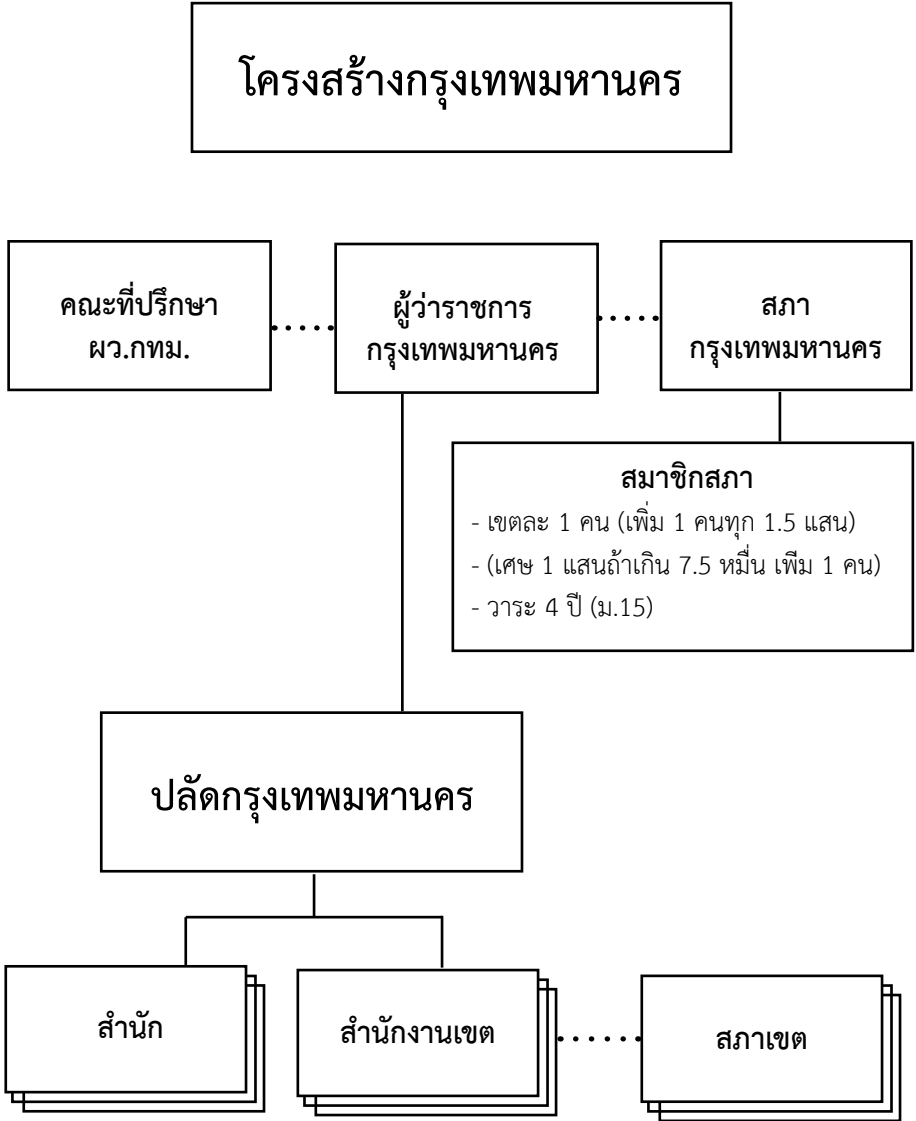 โครงสร้างกรุงเทพมหานคร
คณะที่ปรึกษา
ผว.กทม.
ผู้ว่าราชการ
กรุงเทพมหานคร
สภา
กรุงเทพมหานคร
สมาชิกสภา
- เขตละ 1 คน (เพิ่ม 1 คนทุก 1.5 แสน)
- (เศษ 1 แสนถ้าเกิน 7.5 หมื่น เพีม 1 คน)
- วาระ 4 ปี (ม.15)
ปลัดกรุงเทพมหานคร
สำนัก
สำนักงานเขต
สภาเขต